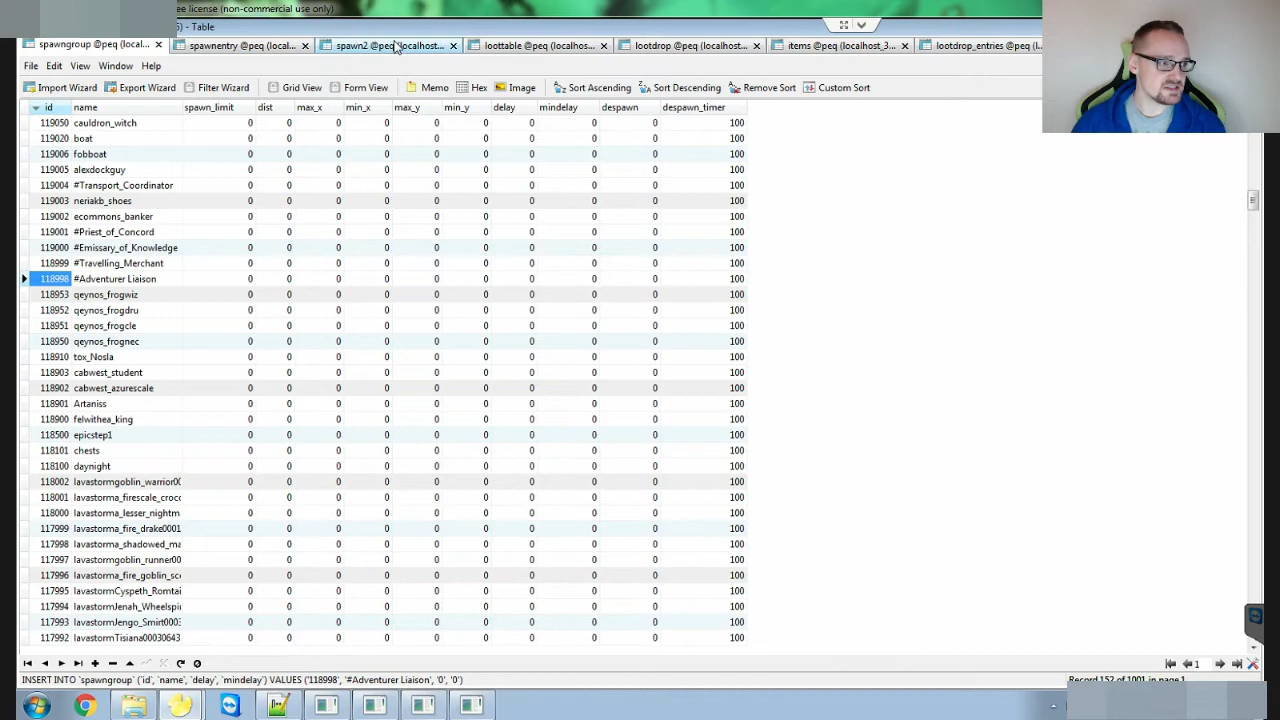 ee license (non-commercial use only)
) - Table
spawngroup @peq (local... spawnentry @peq (local... spawn2 @peq (localhost... loottable @peq (localhos... lootdrop @peq (localhost... items @peq (localhost_3... lootdrop_entries @peq (lo
File Edit View Window Help
Import Wizard Export Wizard Filter Wizard Grid View Form View Memo Hex Image Sort Ascending Sort Descending Remove Sort Custom Sort
id name spawn_limit dist max_x min_x max_y min_y delay mindelay despawn despawn_timer
119050 cauldron_witch 0 0 0 0 0 0 0 0 0 100
119020 boat 0 0 0 0 0 0 0 0 0 100
119006 fobboat 0 0 0 0 0 0 0 0 0 100
119005 alexdockguy 0 0 0 0 0 0 0 0 0 100
119004 #Transport_Coordinator 0 0 0 0 0 0 0 0 0 100
119003 neriakb_shoes 0 0 0 0 0 0 0 0 0 100
119002 ecommons_banker 0 0 0 0 0 0 0 0 0 100
119001 #Priest_of_Concord 0 0 0 0 0 0 0 0 0 100
119000 #Emissary_of_Knowledge 0 0 0 0 0 0 0 0 0 100
118999 #Travelling_Merchant 0 0 0 0 0 0 0 0 0 100
118998 #Adventurer Liaison 0 0 0 0 0 0 0 0 0 100
118953 qeynos_frogwiz 0 0 0 0 0 0 0 0 0 100
118952 qeynos_frogdru 0 0 0 0 0 0 0 0 0 100
118951 qeynos_frogcle 0 0 0 0 0 0 0 0 0 100
118950 qeynos_frognec 0 0 0 0 0 0 0 0 0 100
118910 tox_Nosla 0 0 0 0 0 0 0 0 0 100
118903 cabwest_student 0 0 0 0 0 0 0 0 0 100
118902 cabwest_azurescale 0 0 0 0 0 0 0 0 0 100
118901 Artaniss 0 0 0 0 0 0 0 0 0 100
118900 felwithea_king 0 0 0 0 0 0 0 0 0 100
118500 epicstep1 0 0 0 0 0 0 0 0 0 100
118101 chests 0 0 0 0 0 0 0 0 0 100
118100 daynight 0 0 0 0 0 0 0 0 0 100
118002 lavastormgoblin_warrior00 0 0 0 0 0 0 0 0 0 100
118001 lavastorma_firescale_croco 0 0 0 0 0 0 0 0 0 100
118000 lavastorma_lesser_nightm 0 0 0 0 0 0 0 0 0 100
117999 lavastorma_fire_drake0001 0 0 0 0 0 0 0 0 0 100
117998 lavastorma_shadowed_ma 0 0 0 0 0 0 0 0 0 100
117997 lavastormgoblin_runner00 0 0 0 0 0 0 0 0 0 100
117996 lavastorma_fire_goblin_sc 0 0 0 0 0 0 0 0 0 100
117995 lavastormCyspeth_Romtai 0 0 0 0 0 0 0 0 0 100
117994 lavastormJenah_Wheelspi 0 0 0 0 0 0 0 0 0 100
117993 lavastormJengo_Smirt0003 0 0 0 0 0 0 0 0 0 100
117992 lavastormTisiana00030643 0 0 0 0 0 0 0 0 0 100
1
INSERT INTO `spawngroup` (`id`, `name`, `delay`, `mindelay`) VALUES ('118998', '#Adventurer Liaison', '0', '0')
Record 152 of 1001 in page 1